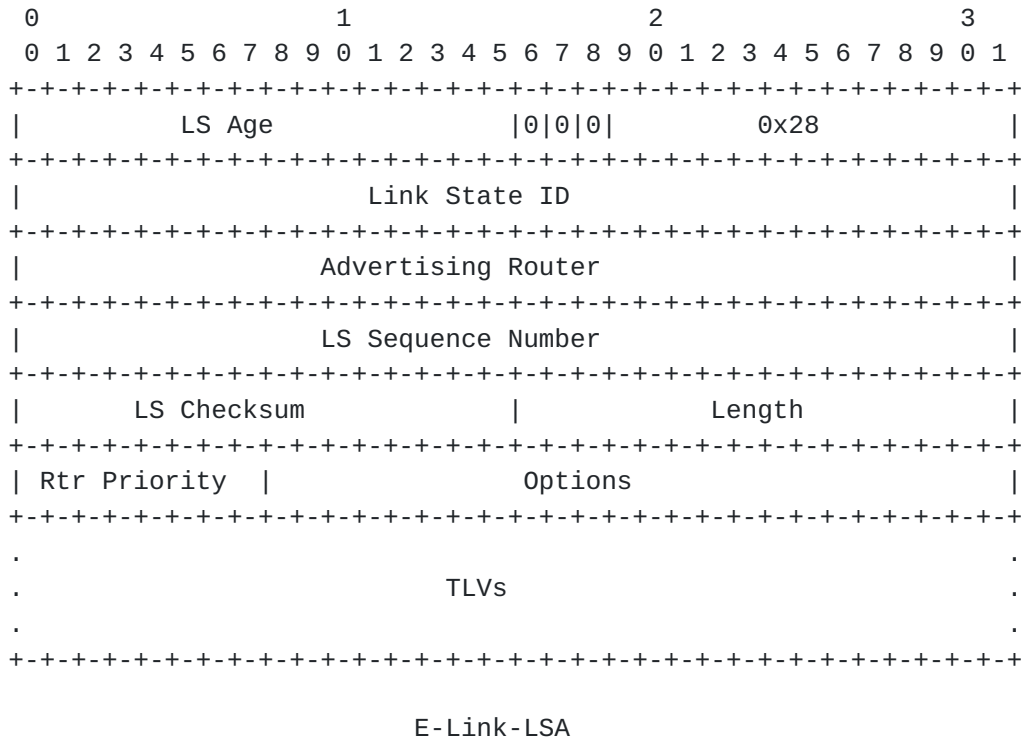 0                   1                   2                   3
 0 1 2 3 4 5 6 7 8 9 0 1 2 3 4 5 6 7 8 9 0 1 2 3 4 5 6 7 8 9 0 1
+-+-+-+-+-+-+-+-+-+-+-+-+-+-+-+-+-+-+-+-+-+-+-+-+-+-+-+-+-+-+-+-+
|          LS Age               |0|0|0|         0x28            |
+-+-+-+-+-+-+-+-+-+-+-+-+-+-+-+-+-+-+-+-+-+-+-+-+-+-+-+-+-+-+-+-+
|                      Link State ID                            |
+-+-+-+-+-+-+-+-+-+-+-+-+-+-+-+-+-+-+-+-+-+-+-+-+-+-+-+-+-+-+-+-+
|                   Advertising Router                          |
+-+-+-+-+-+-+-+-+-+-+-+-+-+-+-+-+-+-+-+-+-+-+-+-+-+-+-+-+-+-+-+-+
|                   LS Sequence Number                          |
+-+-+-+-+-+-+-+-+-+-+-+-+-+-+-+-+-+-+-+-+-+-+-+-+-+-+-+-+-+-+-+-+
|       LS Checksum             |            Length             |
+-+-+-+-+-+-+-+-+-+-+-+-+-+-+-+-+-+-+-+-+-+-+-+-+-+-+-+-+-+-+-+-+
| Rtr Priority  |                Options                        |
+-+-+-+-+-+-+-+-+-+-+-+-+-+-+-+-+-+-+-+-+-+-+-+-+-+-+-+-+-+-+-+-+
.                                                               .
.                           TLVs                                .
.                                                               .
+-+-+-+-+-+-+-+-+-+-+-+-+-+-+-+-+-+-+-+-+-+-+-+-+-+-+-+-+-+-+-+-+
                          E-Link-LSA